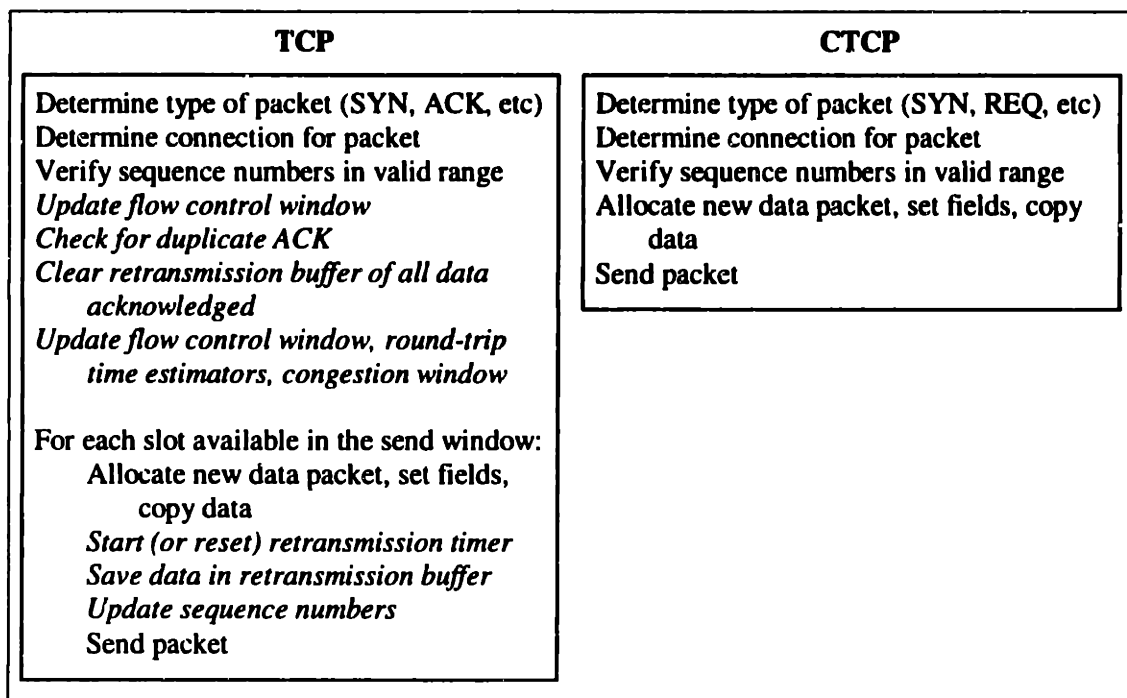 TCP
Determine type of packet (SYN, ACK, etc)
Determine connection for packet
Verify sequence numbers in valid range
Update flow control window
Check for duplicate ACK
Clear retransmission buffer of all data
acknowledged
Update flow control window, round-trip
time estimators, congestion window
For each slot available in the send window:
Allocate new data packet, set fields,
copy data
Start (or reset) retransmission timer
Save data in retransmission buffer
Update sequence numbers
Send packet
CTCP
Determine type of packet (SYN, REQ, etc)
Determine connection for packet
Verify sequence numbers in valid range
Allocate new data packet, set fields, copy
data
Send packet